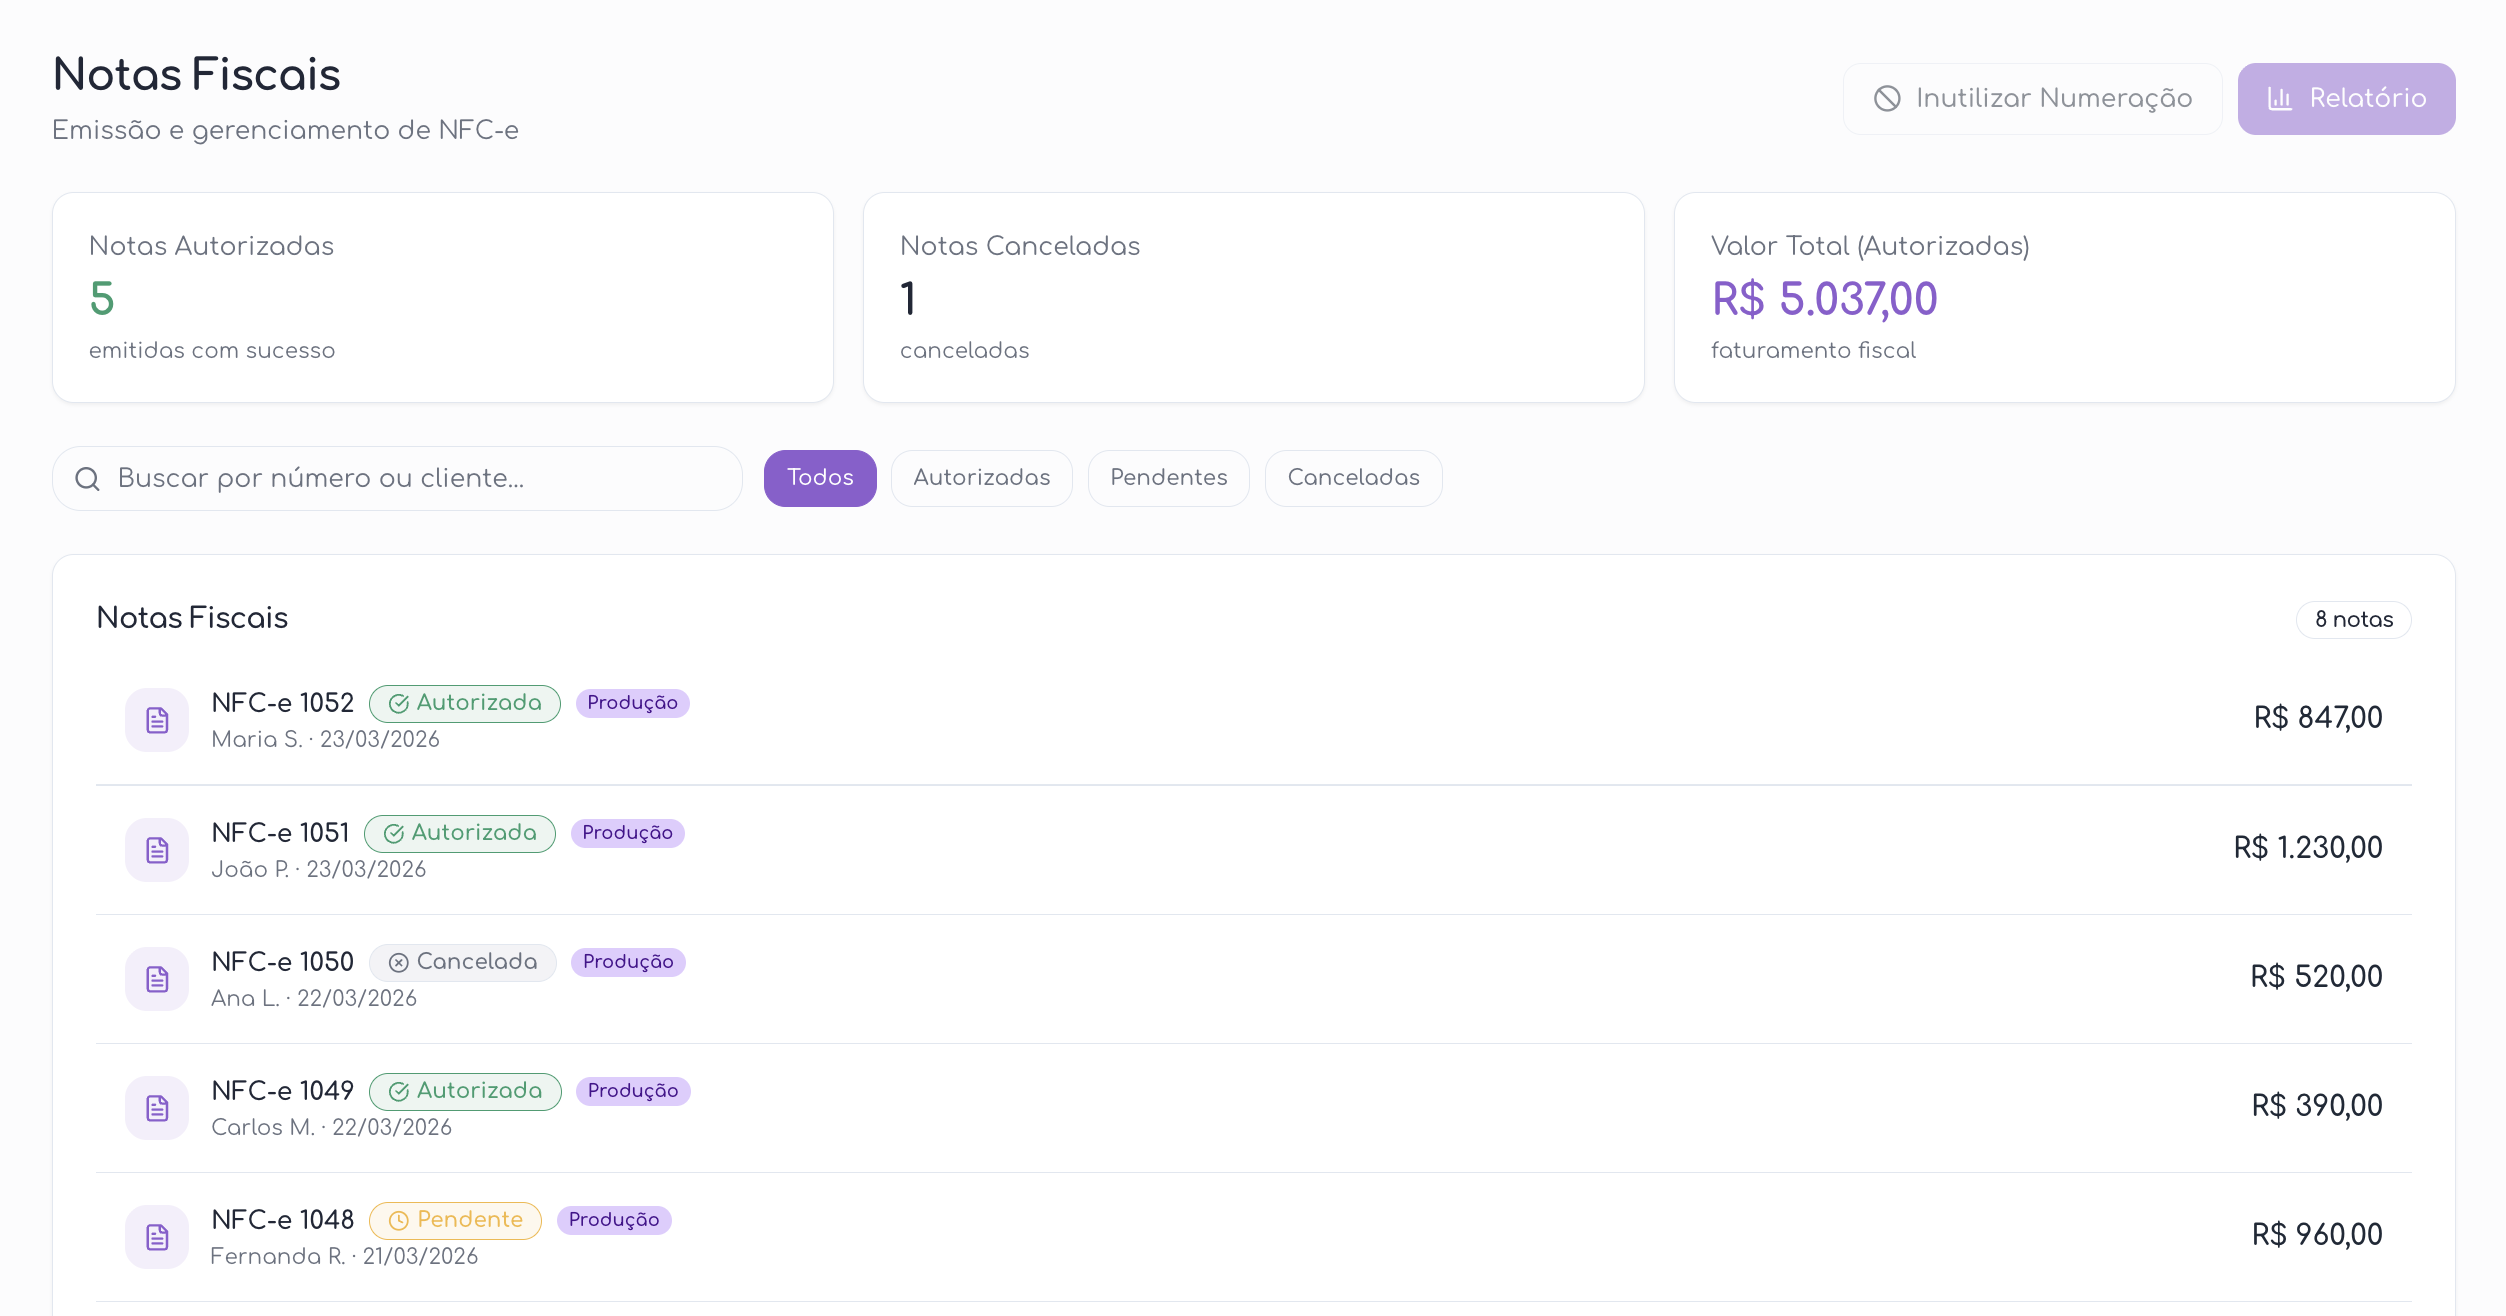 Notas Fiscais
Emissão e gerenciamento de NFC-e
Inutilizar Numeração
Relatório
Notas Autorizadas
5
emitidas com sucesso
Notas Canceladas
1
canceladas
Valor Total (Autorizadas)
R$ 5.037,00
faturamento fiscal
Buscar por número ou cliente...
Todos
Autorizadas
Pendentes
Canceladas
Notas Fiscais
8 notas
NFC-e 1052 Autorizada Produção
Maria S. · 23/03/2026
R$ 847,00
NFC-e 1051 Autorizada Produção
João P. · 23/03/2026
R$ 1.230,00
NFC-e 1050 Cancelada Produção
Ana L. · 22/03/2026
R$ 520,00
NFC-e 1049 Autorizada Produção
Carlos M. · 22/03/2026
R$ 390,00
NFC-e 1048 Pendente Produção
Fernanda R. · 21/03/2026
R$ 960,00